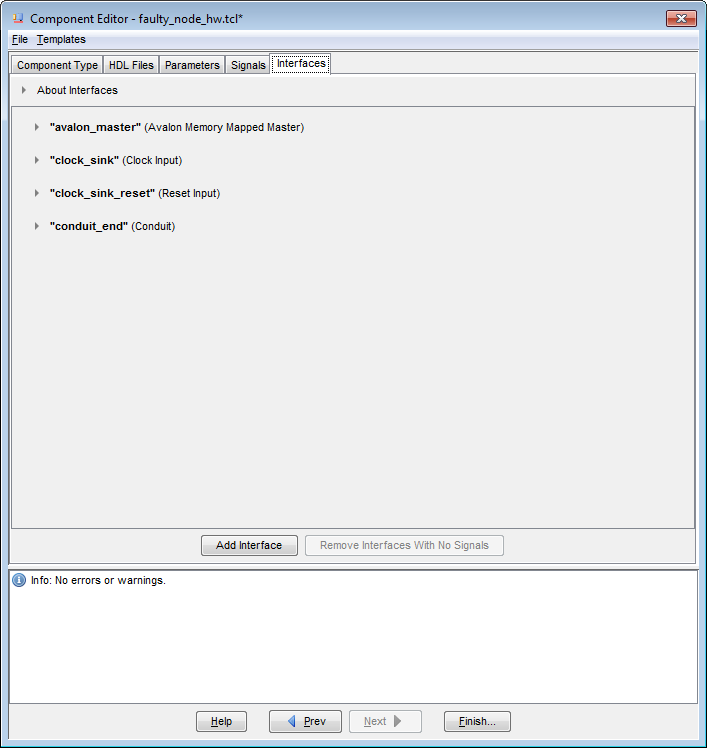 Component Editor - faulty_node_hw.tcl*
File Templates
Component Type HDL Files Parameters Signals Interfaces
About Interfaces
"avalon_master" (Avalon Memory Mapped Master)
"clock_sink" (Clock Input)
"clock_sink_reset" (Reset Input)
"conduit_end" (Conduit)
Add Interface Remove Interfaces With No Signals
Info: No errors or warnings.
Help Prev Next Finish...